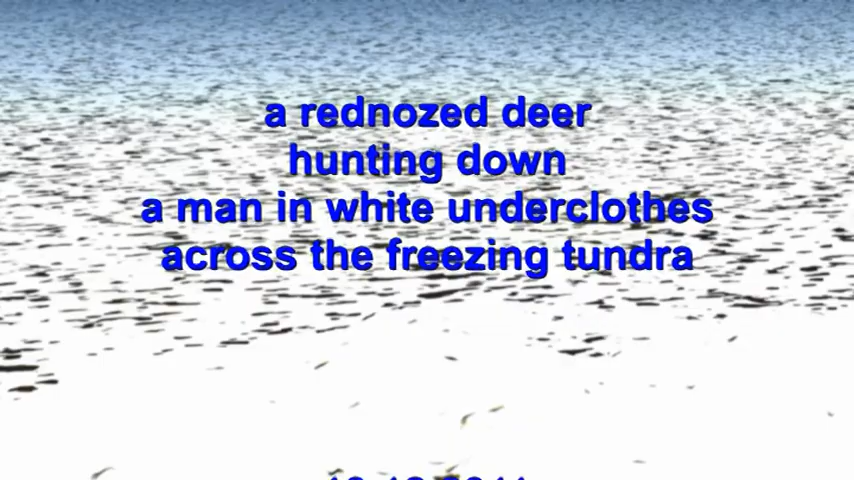 a rednozed deer
hunting down
a man in white underclothes
across the freezing tundra